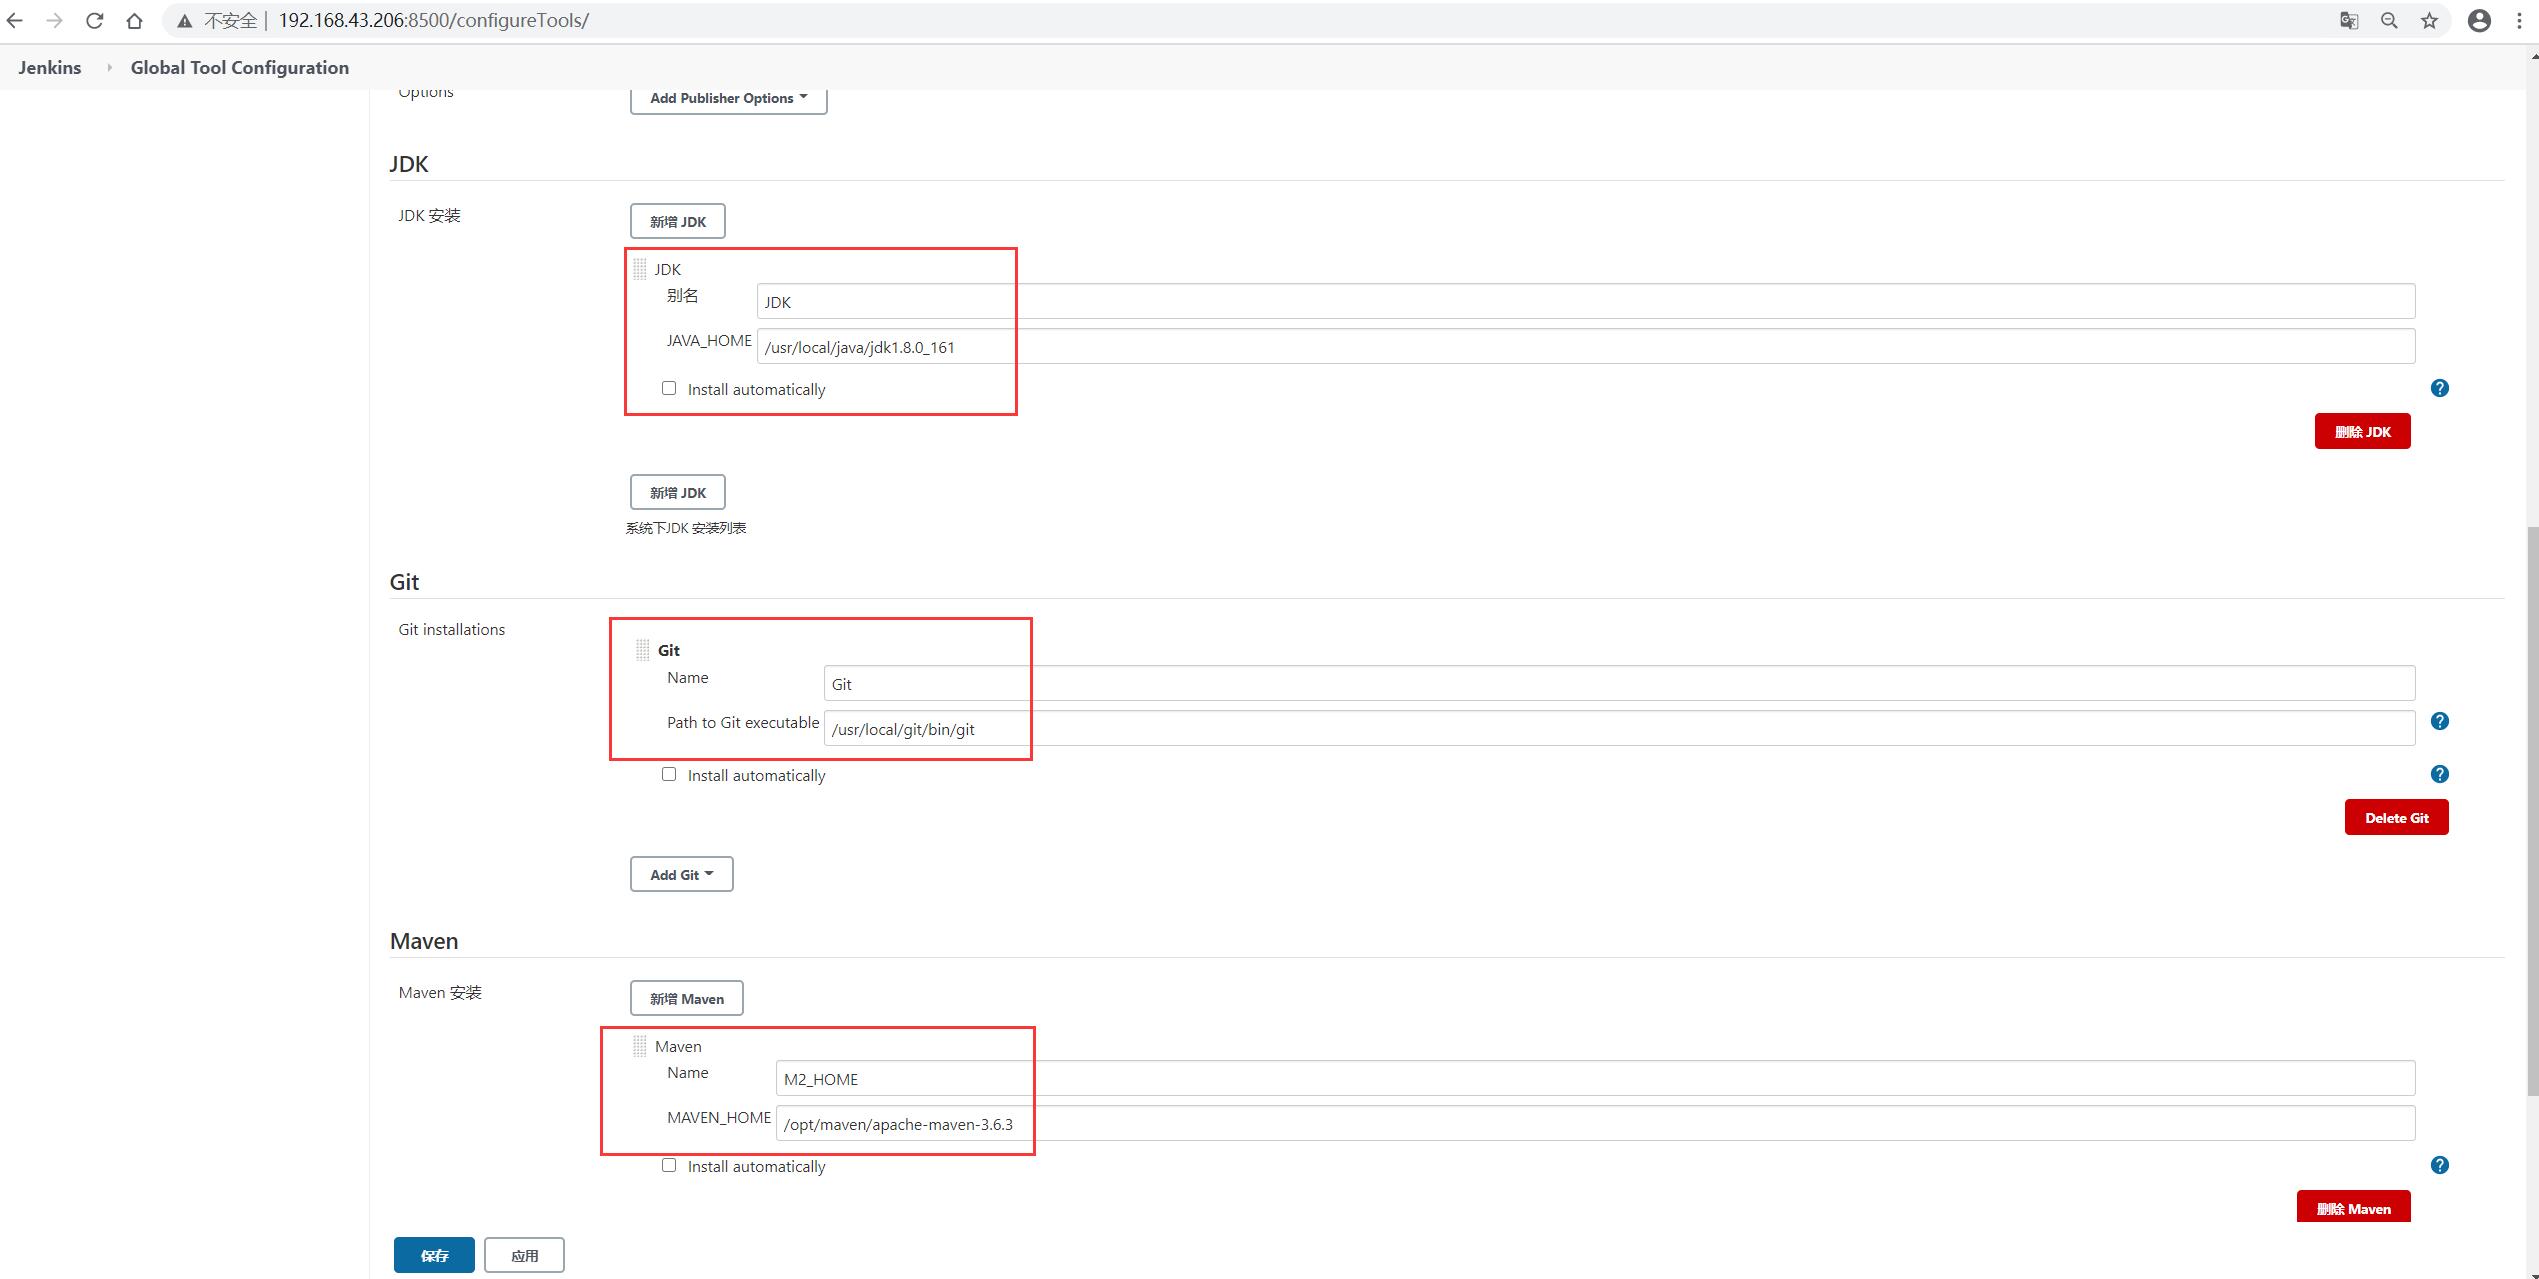 不安全 | 192.168.43.206:8500/configureTools/
Jenkins Global Tool Configuration
Options Add Publisher Options
JDK
JDK 安装 新增 JDK
JDK
别名 JDK
JAVA_HOME /usr/local/java/jdk1.8.0_161
Install automatically
删除 JDK
新增 JDK
系统下JDK 安装列表
Git
Git installations
Git
Name Git
Path to Git executable /usr/local/git/bin/git
Install automatically
Delete Git
Add Git
Maven
Maven 安装 新增 Maven
Maven
Name M2_HOME
MAVEN_HOME /opt/maven/apache-maven-3.6.3
Install automatically
删除 Maven
保存 应用